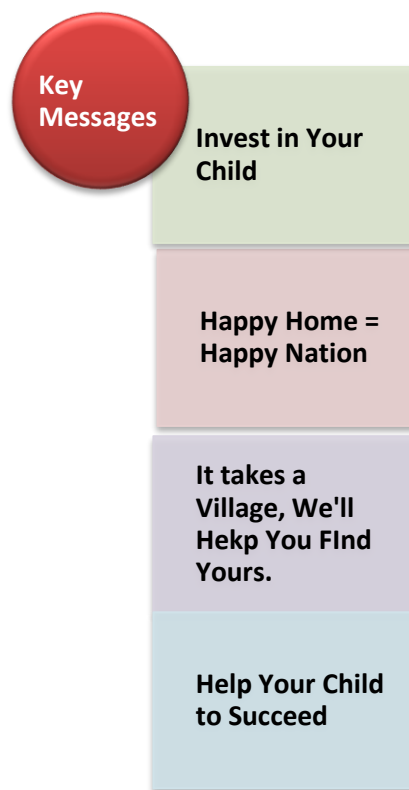 Key
Messages
Invest in Your
Child
Happy Home =
Happy Nation
It takes a
Village, We'll
Hekp You FInd
Yours.
Help Your Child
to Succeed